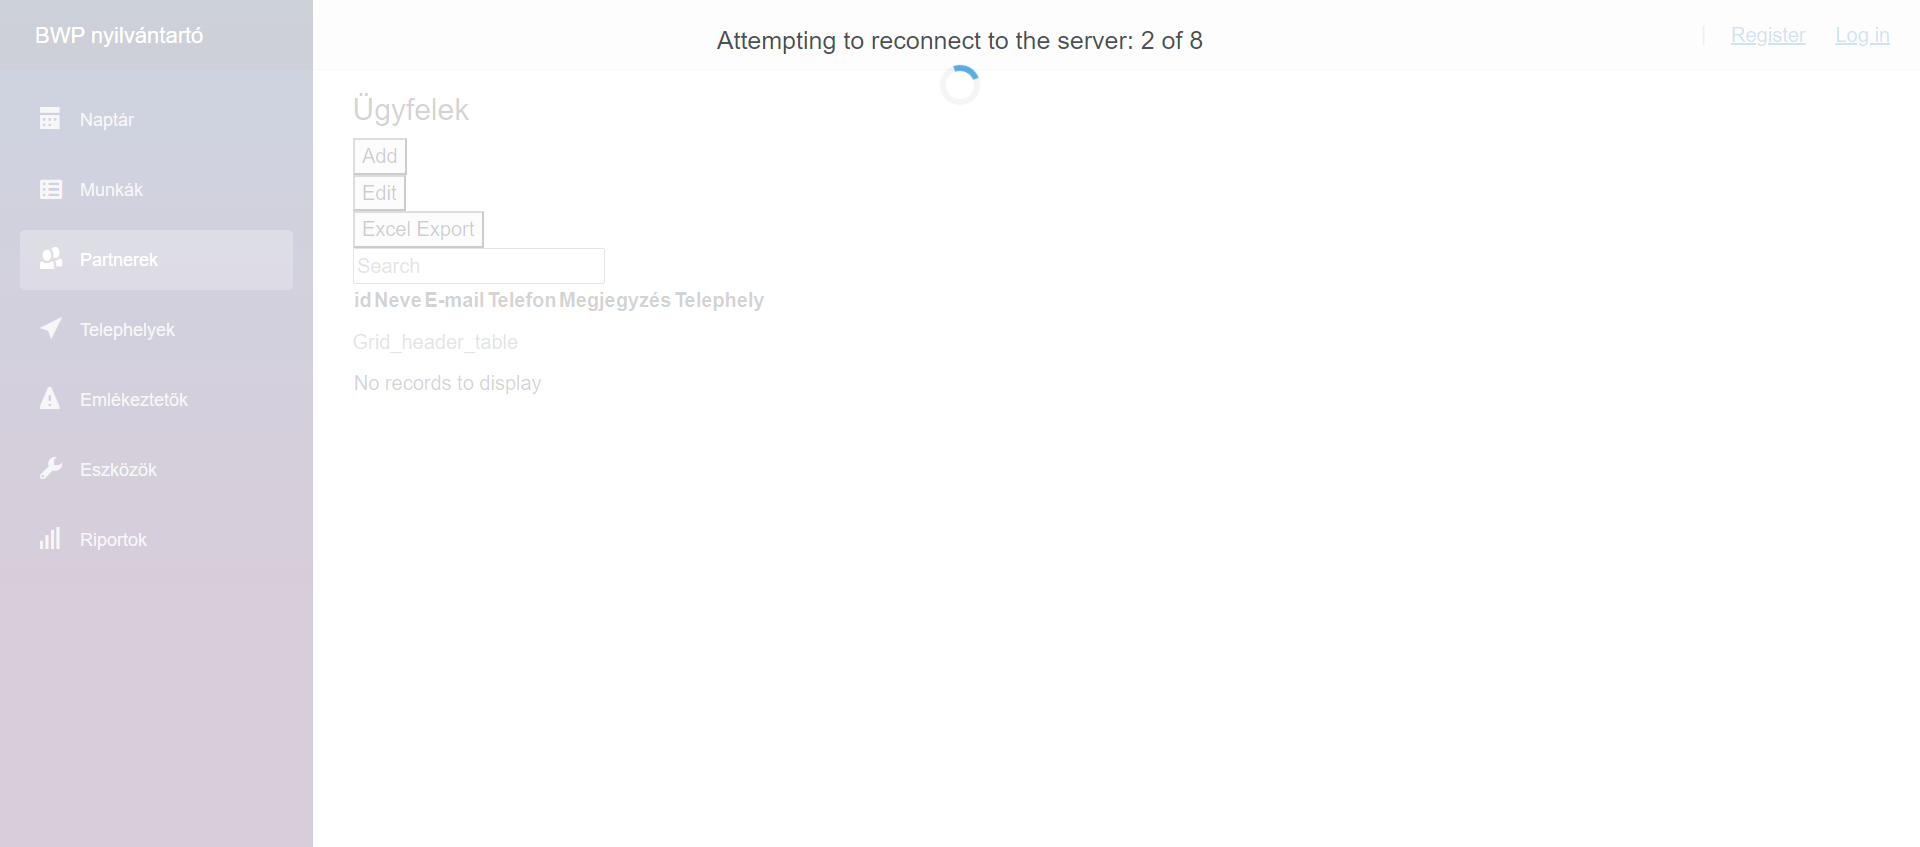 BWP nyilvántartó
Attempting to reconnect to the server: 2 of 8
| Register Log in
Naptár
Munkák
Partnerek
Telephelyek
Emlékeztetők
Eszközök
Riportok
Ügyfelek
Add
Edit
Excel Export
Search
id Neve E-mail Telefon Megjegyzés Telephely
Grid_header_table
No records to display